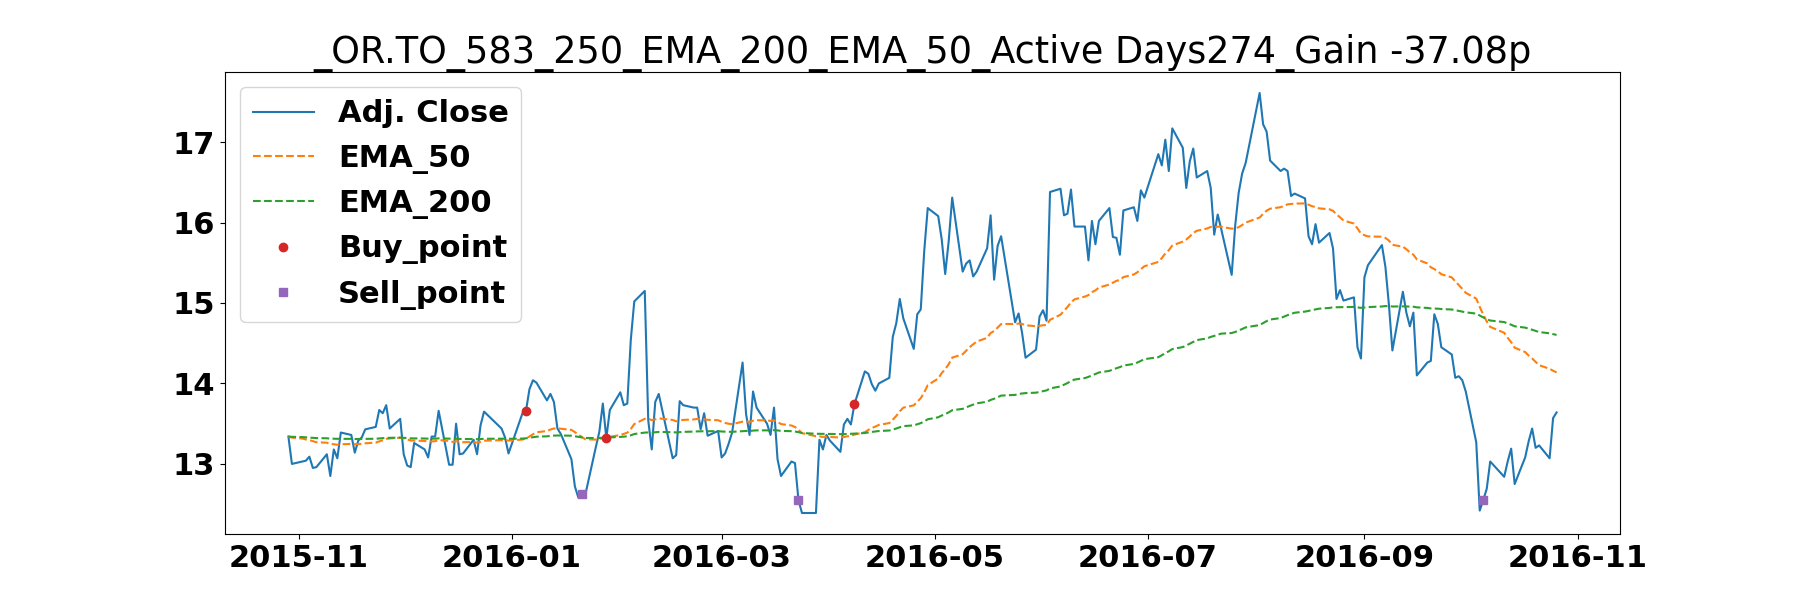 _OR.TO_583_250_EMA_200_EMA_50_Active Days274_Gain -37.08p
Adj. Close
EMA_50
EMA_200
Buy_point
Sell_point
17
16
15
14
13
2015-11 2016-01 2016-03 2016-05 2016-07 2016-09 2016-11